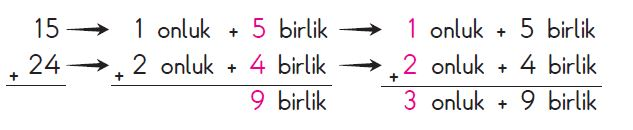 15 → 1 onluk + 5 birlik → 1 onluk + 5 birlik
+ 24 → + 2 onluk + 4 birlik → + 2 onluk + 4 birlik
9 birlik 3 onluk + 9 birlik